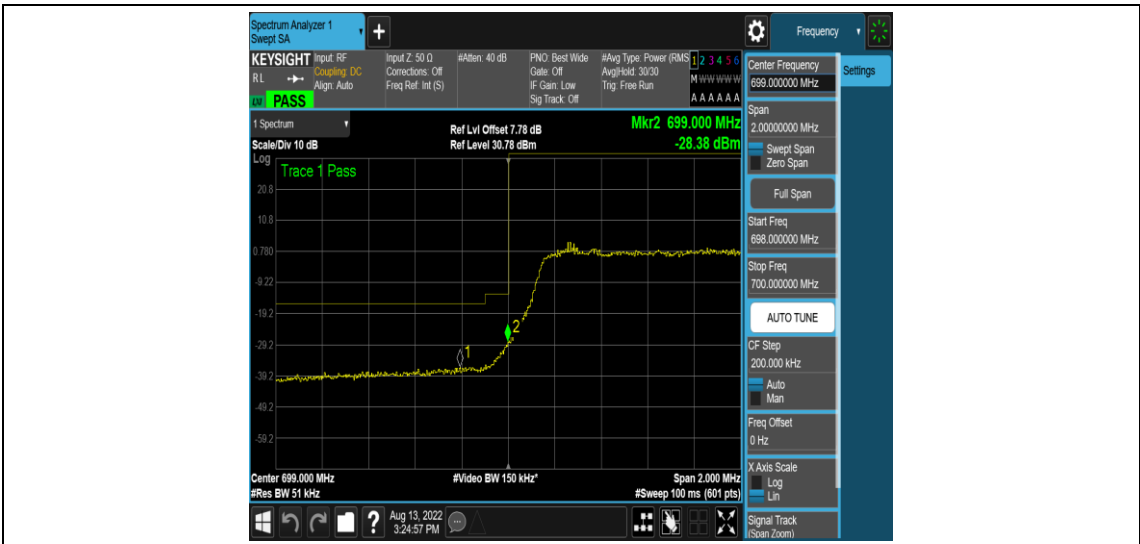 Spectrum Analyzer 1
Swept SA
+
Frequency
KEYSIGHT
RL
LXI
PASS
Input: RF
Coupling: DC
Align: Auto
Input Z: 50 Ω
Corrections: Off
Freq Ref: Int (S)
#Atten: 40 dB
PNO: Best Wide
Gate: Off
IF Gain: Low
Sig Track: Off
#Avg Type: Power (RMS
Avg|Hold: 30/30
Trig: Free Run
1 2 3 4 5 6
M W W W W W
A A A A A A
Center Frequency
699.000000 MHz
Settings
Span
2.00000000 MHz
Swept Span
Zero Span
Full Span
Start Freq
698.000000 MHz
Stop Freq
700.000000 MHz
AUTO TUNE
CF Step
200.000 kHz
Auto
Man
Freq Offset
0 Hz
X Axis Scale
Log
Lin
Signal Track
(Span Zoom)
1 Spectrum
Scale/Div 10 dB
Ref Lvl Offset 7.78 dB
Ref Level 30.78 dBm
Mkr2 699.000 MHz
-28.38 dBm
Log
Trace 1 Pass
20.8
10.8
0.780
-9.22
-19.2
-29.2
-39.2
-49.2
-59.2
1
2
Center 699.000 MHz
#Video BW 150 kHz*
Span 2.000 MHz
#Res BW 51 kHz
#Sweep 100 ms (601 pts)
?
Aug 13, 2022
3:24:57 PM